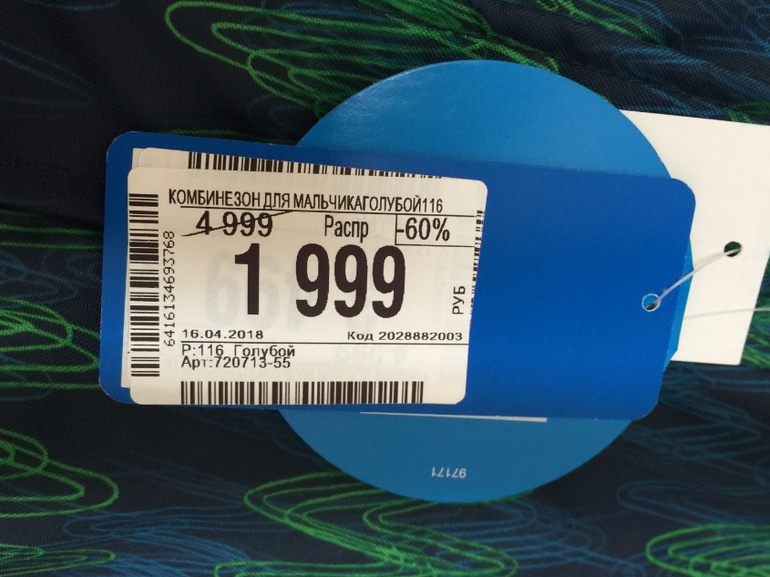 КОМБИНЕЗОН ДЛЯ МАЛЬЧИКАГОЛУБОЙ116
4 999 Распр -60%
1 999
РУБ
16.04.2018 Код 2028882003
Р:116 Голубой
Арт:720713-55
6416134693768
97171